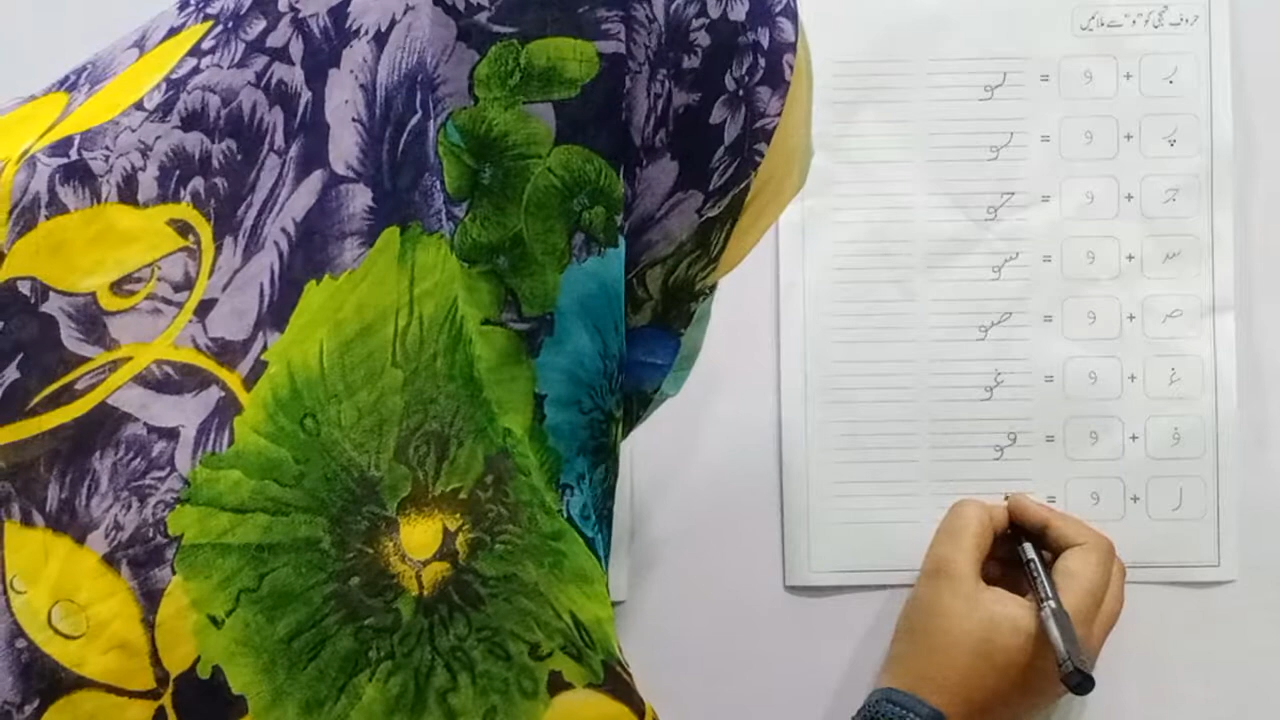 حروف تہجی کو "و" سے ملائیں
بـ + و = بو
پـ + و = پو
جـ + و = جو
سـ + و = سو
صـ + و = صو
غـ + و = غو
فـ + و = فو
لـ + و =